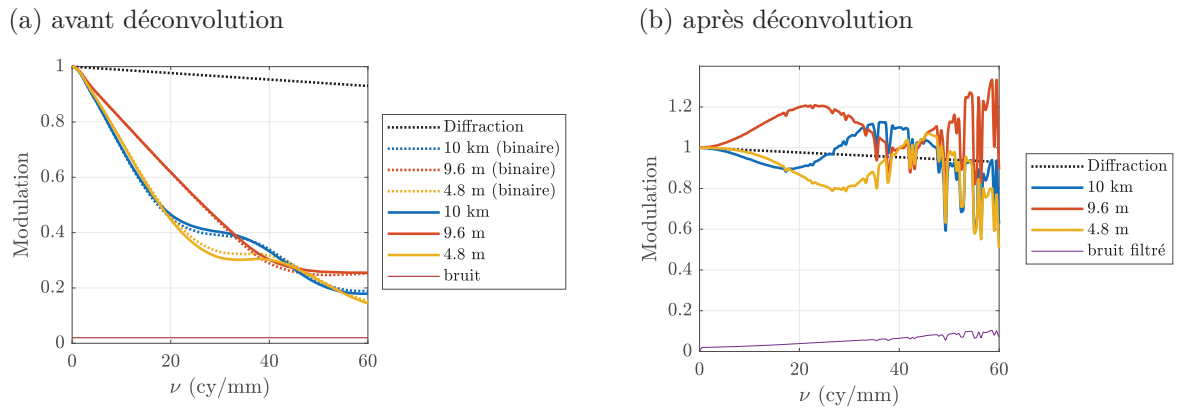 (a) avant déconvolution
1
0.8
0.6
0.4
0.2
0
0
20
40
60
Modulation
ν (cy/mm)
Diffraction
10 km (binaire)
9.6 m (binaire)
4.8 m (binaire)
10 km
9.6 m
4.8 m
bruit
(b) après déconvolution
1.2
1
0.8
0.6
0.4
0.2
0
0
20
40
60
Modulation
ν (cy/mm)
Diffraction
10 km
9.6 m
4.8 m
bruit filtré